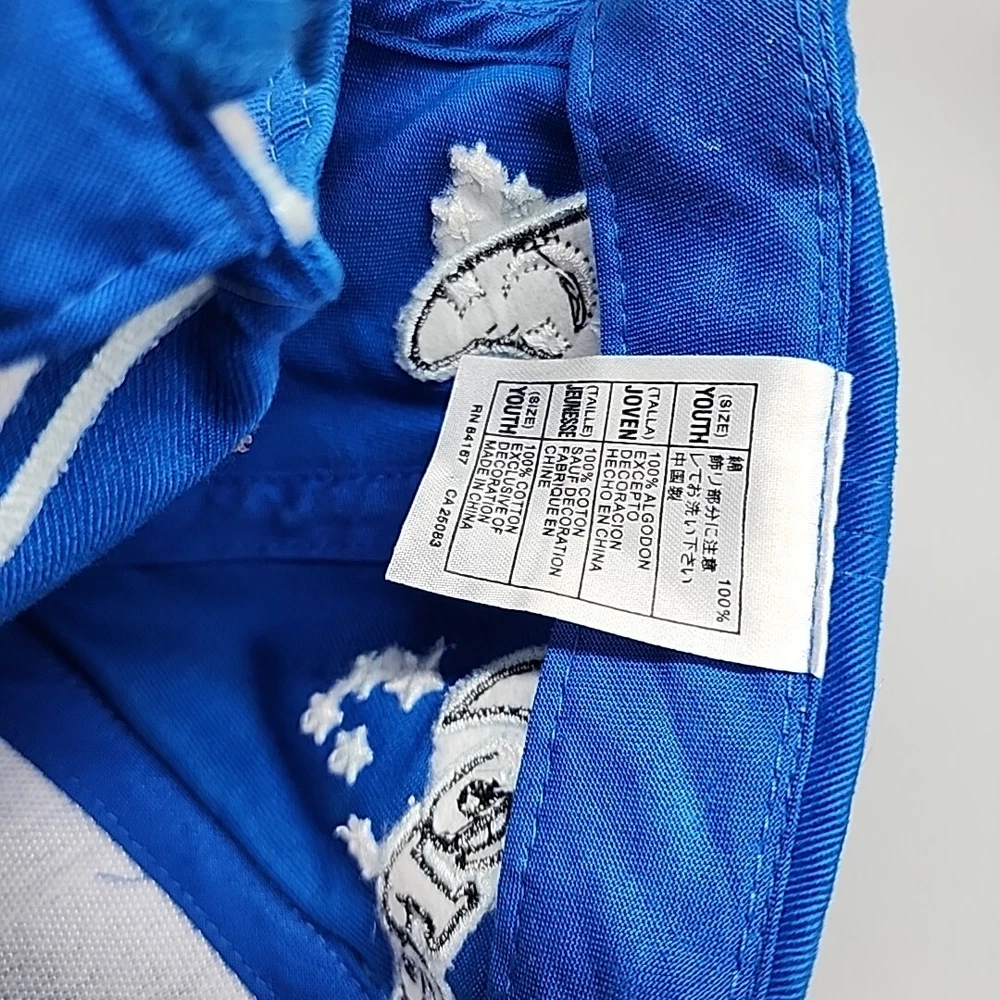 (SIZE)
YOUTH
100% COTTON
EXCLUSIVE OF
DECORATION
MADE IN CHINA
(TAILLE)
JEUNESSE
100% COTON
SAUF DECORATION
FABRIQUE EN
CHINE
(TALLA)
JOVEN
100% ALGODON
EXCEPTO
DECORACION
HECHO EN CHINA
(SIZE)
YOUTH
綿 100%
飾り部分に注意
してお洗い下さい
中国製
RN 84187 CA 25083